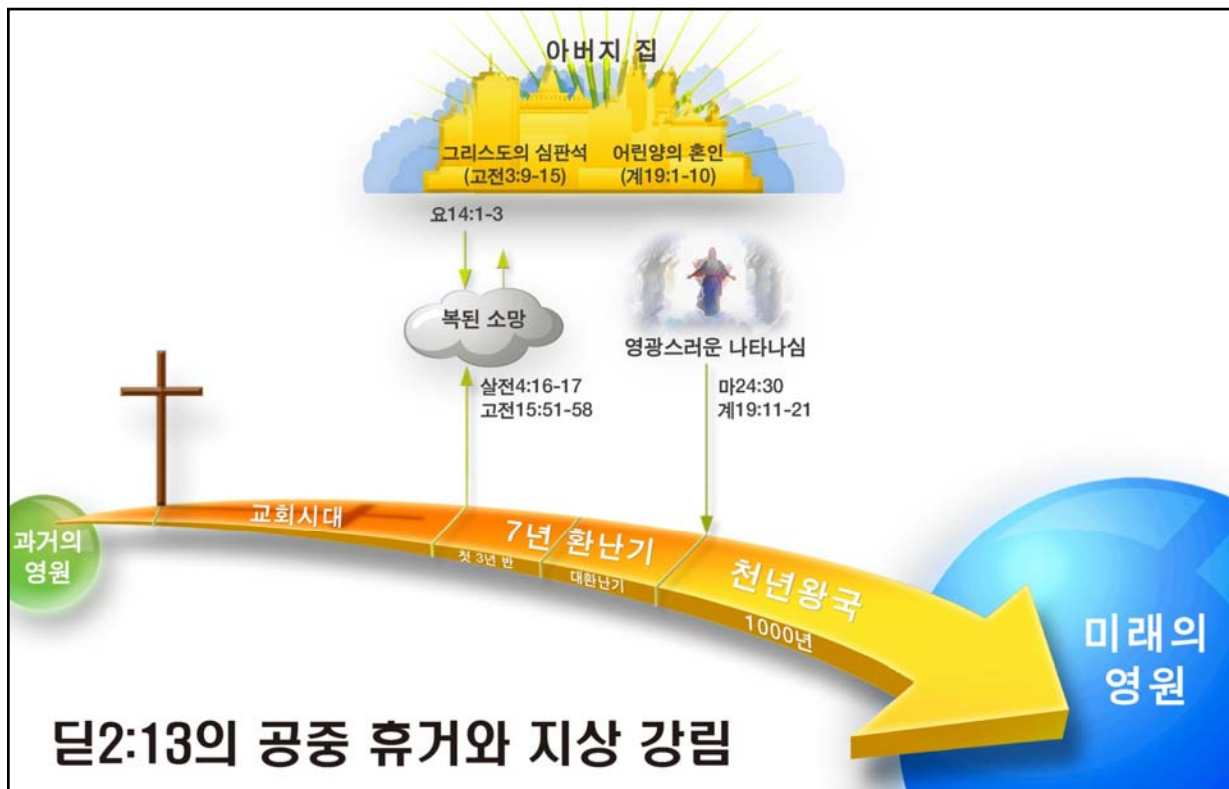 아버지 집
그리스도의 심판석
(고전3:9-15)
어린양의 혼인
(계19:1-10)
요14:1-3
복된 소망
살전4:16-17
고전15:51-58
영광스러운 나타나심
마24:30
계19:11-21
과거의
영원
교회시대
7년 환난기
첫 3년 반
대환난기
천년왕국
1000년
미래의
영원
딛2:13의 공중 휴거와 지상 강림